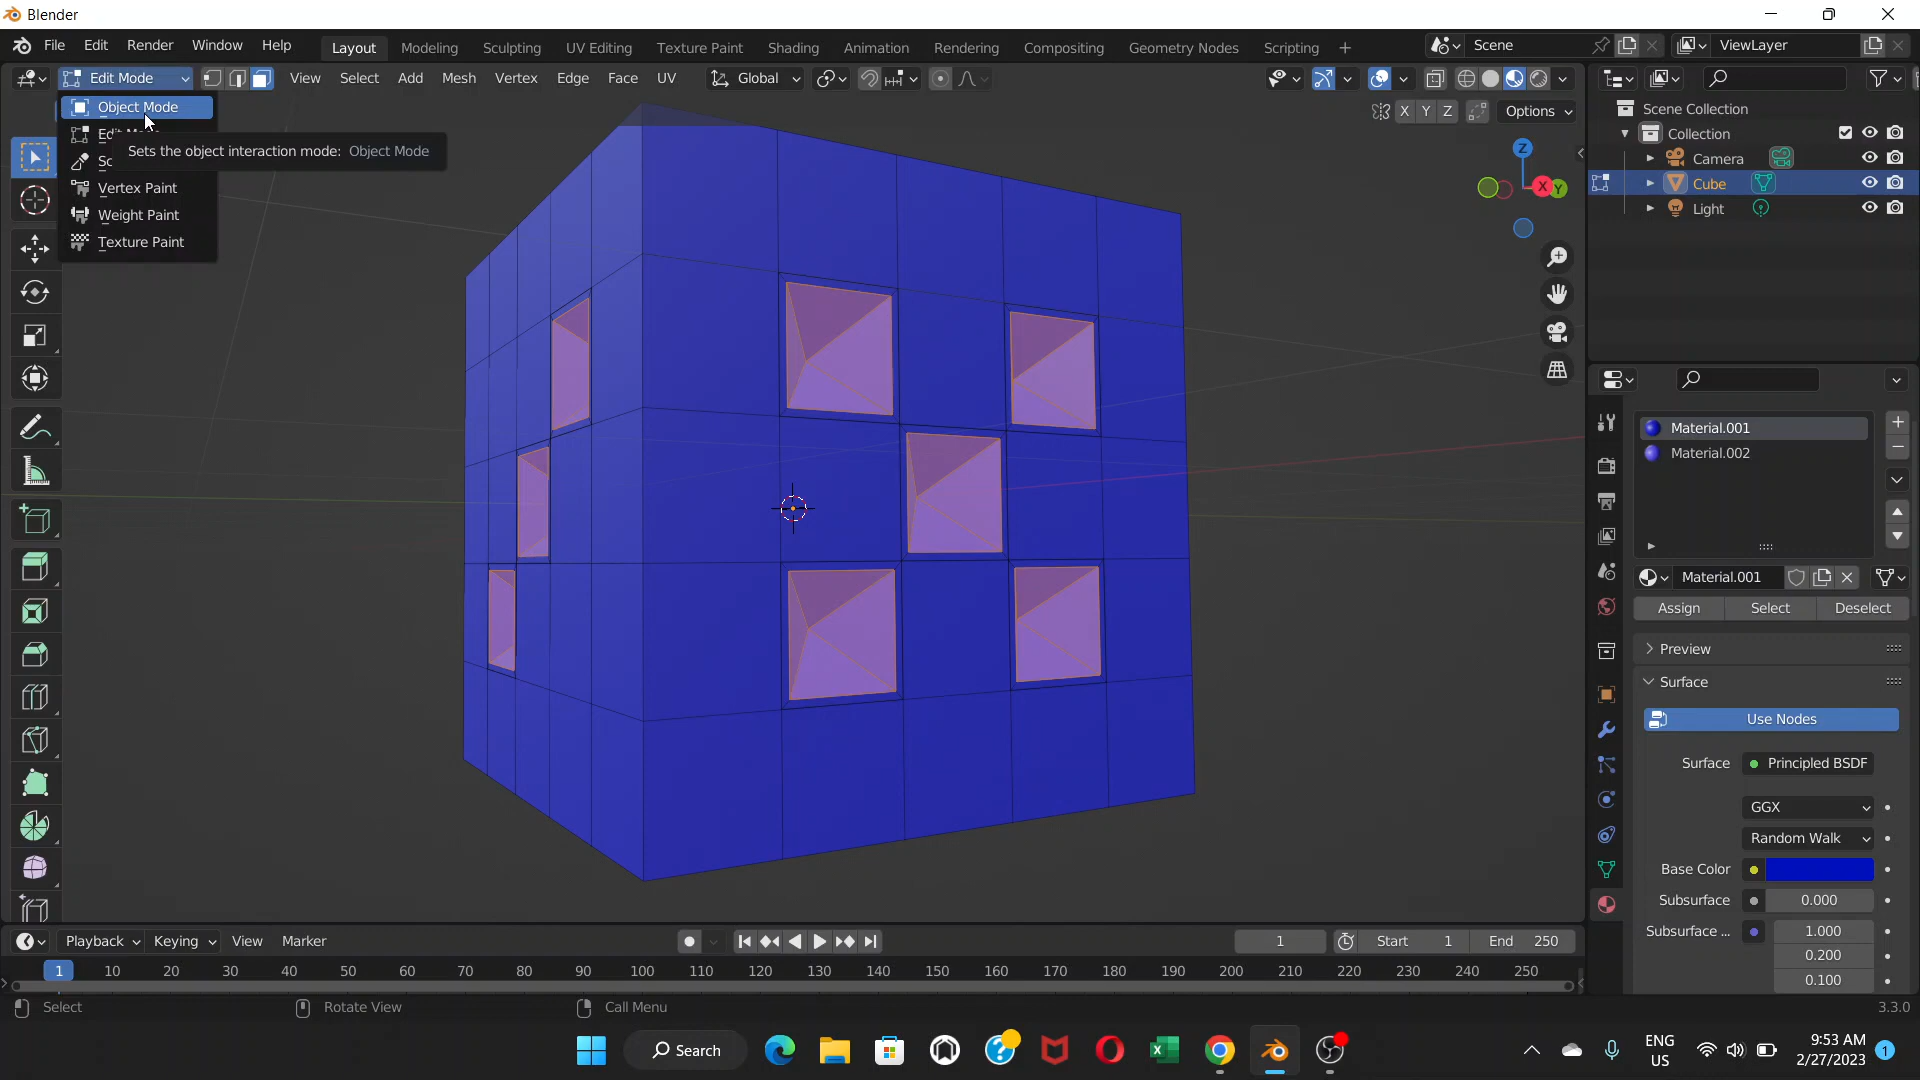 Blender
File Edit Render Window Help Layout Modeling Sculpting UV Editing Texture Paint Shading Animation Rendering Compositing Geometry Nodes Scripting + Scene ViewLayer
Edit Mode View Select Add Mesh Vertex Edge Face UV Global
Object Mode
Sets the object interaction mode: Object Mode
Vertex Paint
Weight Paint
Texture Paint
X Y Z Options
Z
X Y
Scene Collection
Collection
Camera
Cube
Light
Material.001
Material.002
Material.001
Assign Select Deselect
Preview
Surface
Use Nodes
Surface Principled BSDF
GGX
Random Walk
Base Color
Subsurface 0.000
Subsurface ... 1.000
0.200
0.100
Playback Keying View Marker 1 Start 1 End 250
1 10 20 30 40 50 60 70 80 90 100 110 120 130 140 150 160 170 180 190 200 210 220 230 240 250
Select Rotate View Call Menu 3.3.0
Search ENG US 9:53 AM 2/27/2023 1